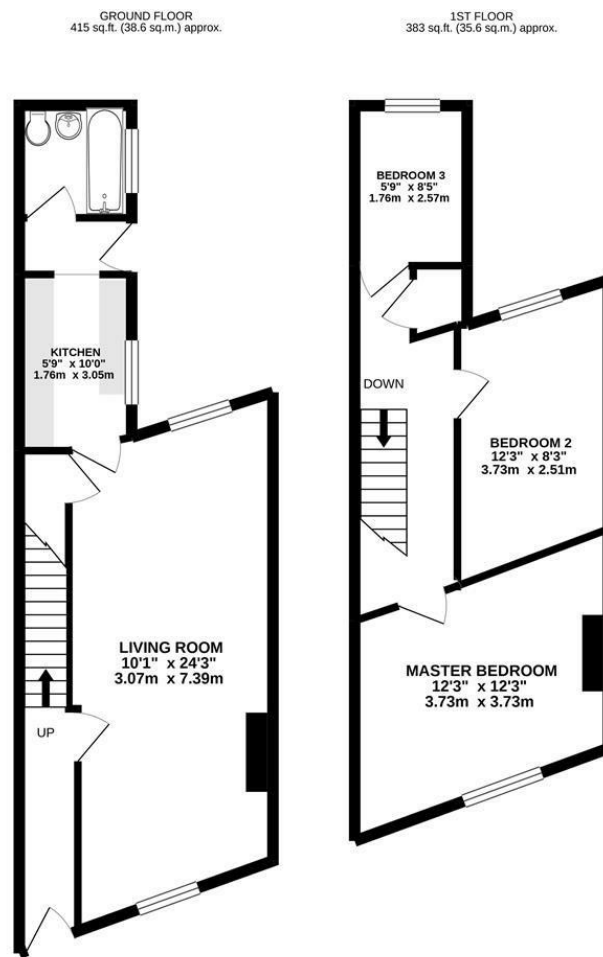 GROUND FLOOR
415 sq.ft. (38.6 sq.m.) approx.
1ST FLOOR
383 sq.ft. (35.6 sq.m.) approx.
KITCHEN
5'9" x 10'0"
1.76m x 3.05m
LIVING ROOM
10'1" x 24'3"
3.07m x 7.39m
UP
BEDROOM 3
5'9" x 8'5"
1.76m x 2.57m
DOWN
BEDROOM 2
12'3" x 8'3"
3.73m x 2.51m
MASTER BEDROOM
12'3" x 12'3"
3.73m x 3.73m